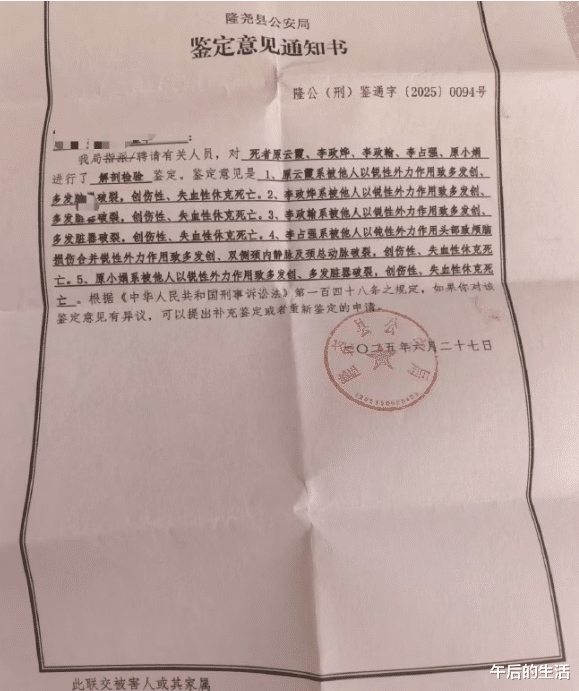 隆尧县公安局
鉴定意见通知书
隆公（刑）鉴通字〔2025〕0094号
我局指派/聘请有关人员，对 死者原云霞、李政烨、李政翰、李占强、原小娟
进行了 解剖检验 鉴定。鉴定意见是 1、原云霞系被他人以锐性外力作用致多发创、
多发脏器破裂，创伤性、失血性休克死亡。2、李政烨系被他人以锐性外力作用致多发创、
多发脏器破裂，创伤性、失血性休克死亡。3、李政翰系被他人以锐性外力作用致多发创、
多发脏器破裂，创伤性、失血性休克死亡。4、李占强系被他人以钝性外力作用头部致颅脑
损伤合并锐性外力作用致多发创、双侧颈内静脉及颈总动脉破裂，创伤性、失血性休克死
亡。5、原小娟系被他人以锐性外力作用致多发创、多发脏器破裂，创伤性、失血性休克死
亡 。根据《中华人民共和国刑事诉讼法》第一百四十八条之规定，如果你对该
鉴定意见有异议，可以提出补充鉴定或者重新鉴定的申请。
二〇二五年六月二十七日
隆尧县公安局
此联交被害人或其家属
午后的生活